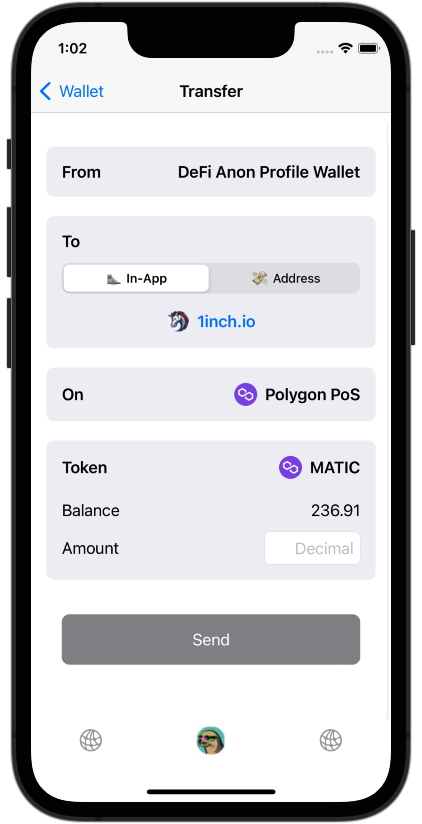 1:02
Wallet
Transfer
From DeFi Anon Profile Wallet
To
In-App Address
1inch.io
On Polygon PoS
Token MATIC
Balance 236.91
Amount Decimal
Send